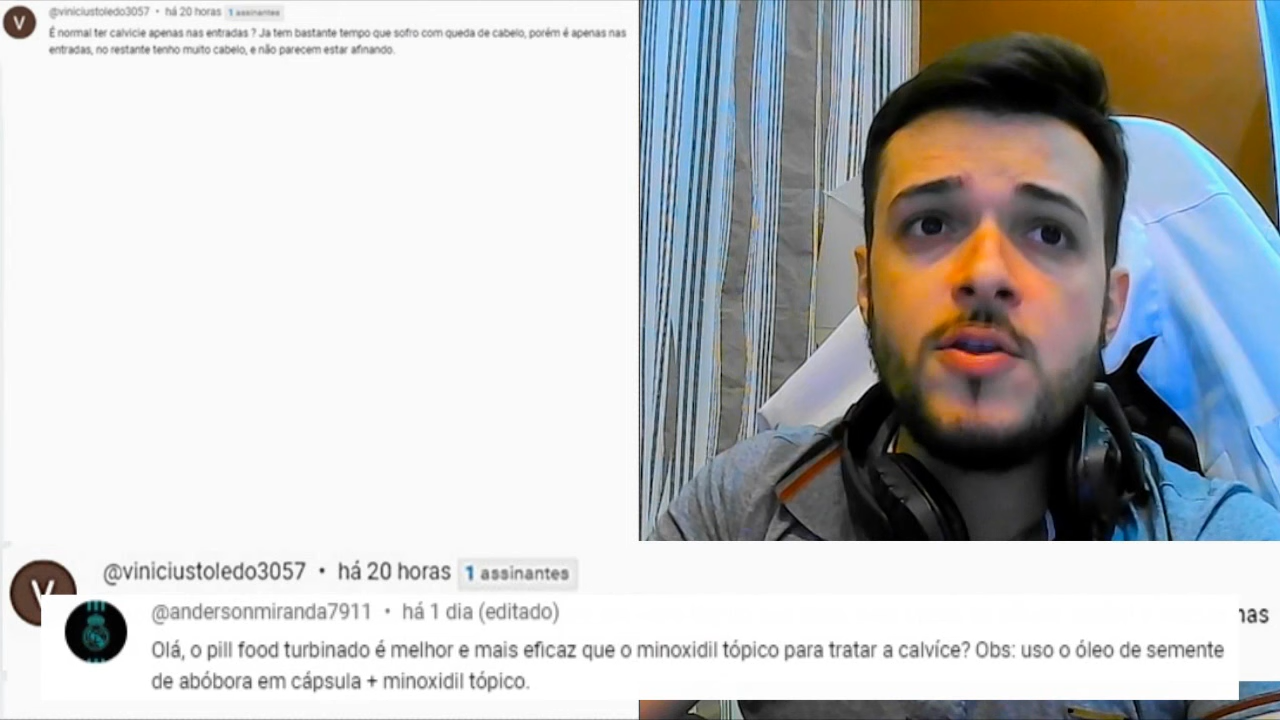 V
@viniciustoledo3057 • há 20 horas 1 assinantes
É normal ter calvicie apenas nas entradas ? Ja tem bastante tempo que sofro com queda de cabelo, porém é apenas nas
entradas, no restante tenho muito cabelo, e não parecem estar afinando.
V
@viniciustoledo3057 • há 20 horas 1 assinantes
@andersonmiranda7911 • há 1 dia (editado)
Olá, o pill food turbinado é melhor e mais eficaz que o minoxidil tópico para tratar a calvíce? Obs: uso o óleo de semente
de abóbora em cápsula + minoxidil tópico.